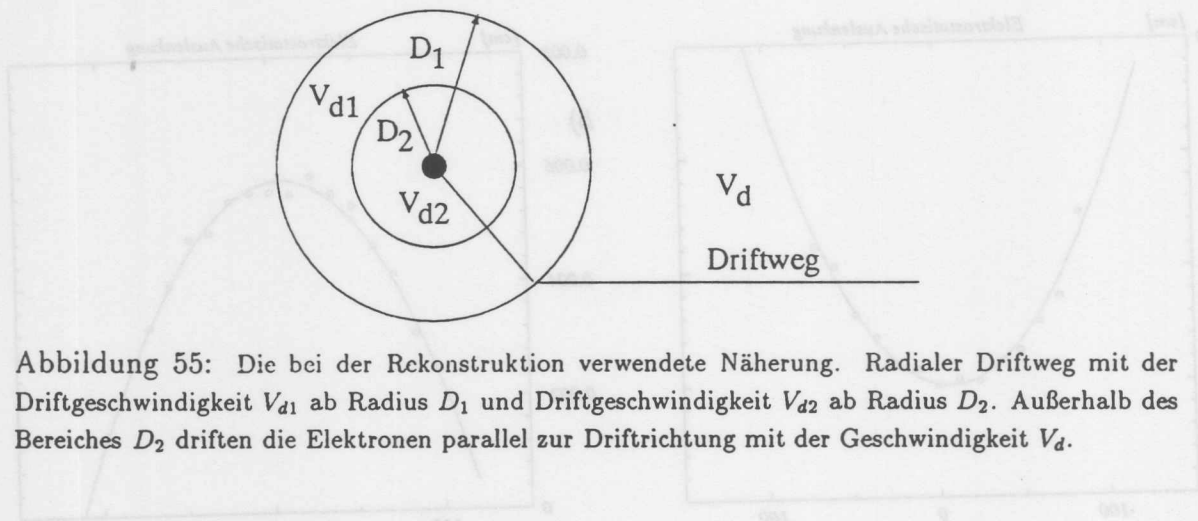 D1
Vd1
D2
Vd2
Vd
Driftweg
Abbildung 55: Die bei der Rekonstruktion verwendete Näherung. Radialer Driftweg mit der
Driftgeschwindigkeit Vd1 ab Radius D1 und Driftgeschwindigkeit Vd2 ab Radius D2. Außerhalb des
Bereiches D2 driften die Elektronen parallel zur Driftrichtung mit der Geschwindigkeit Vd.